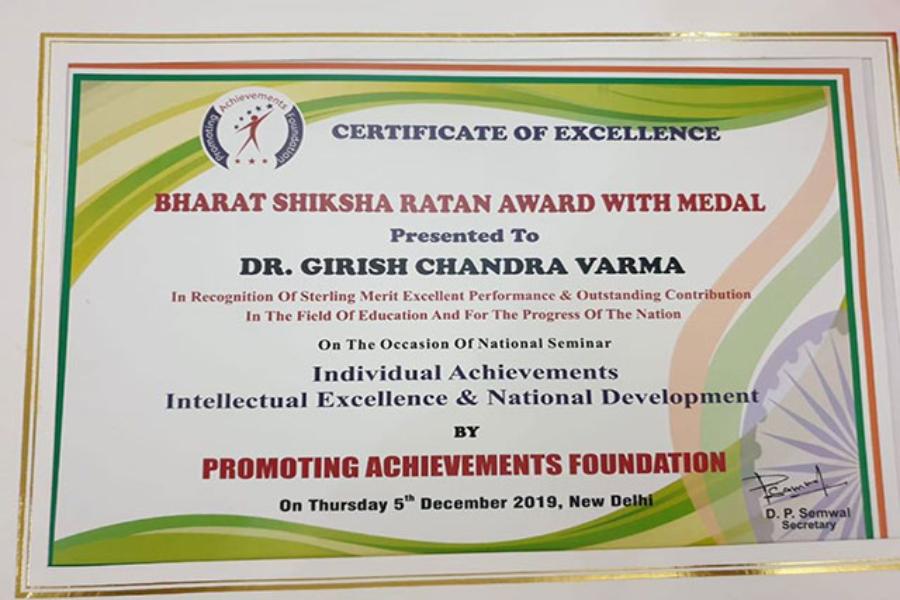 Promoting Achievements Foundation
CERTIFICATE OF EXCELLENCE
BHARAT SHIKSHA RATAN AWARD WITH MEDAL
Presented To
DR. GIRISH CHANDRA VARMA
In Recognition Of Sterling Merit Excellent Performance & Outstanding Contribution
In The Field Of Education And For The Progress Of The Nation
On The Occasion Of National Seminar
Individual Achievements
Intellectual Excellence & National Development
BY
PROMOTING ACHIEVEMENTS FOUNDATION
On Thursday 5th December 2019, New Delhi
D. P. Semwal
Secretary